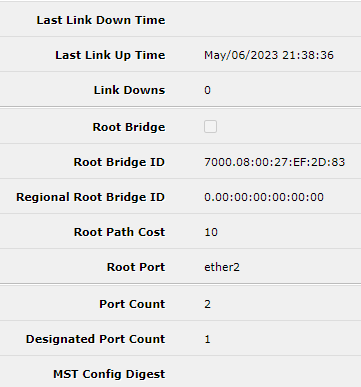 Last Link Down Time
Last Link Up Time May/06/2023 21:38:36
Link Downs 0
Root Bridge
Root Bridge ID 7000.08:00:27:EF:2D:83
Regional Root Bridge ID 0.00:00:00:00:00:00
Root Path Cost 10
Root Port ether2
Port Count 2
Designated Port Count 1
MST Config Digest